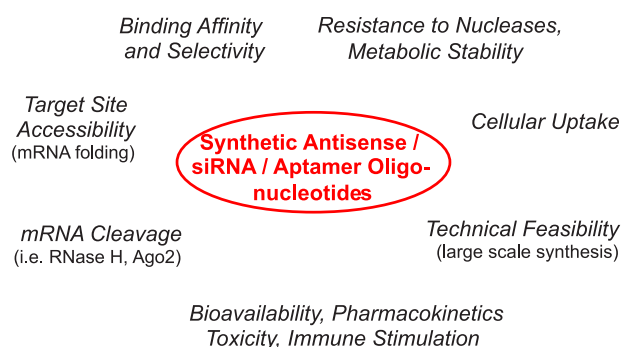 Binding Affinity
and Selectivity
Resistance to Nucleases,
Metabolic Stability
Target Site
Accessibility
(mRNA folding)
Synthetic Antisense /
siRNA / Aptamer Oligo-
nucleotides
Cellular Uptake
mRNA Cleavage
(i.e. RNase H, Ago2)
Technical Feasibility
(large scale synthesis)
Bioavailability, Pharmacokinetics
Toxicity, Immune Stimulation